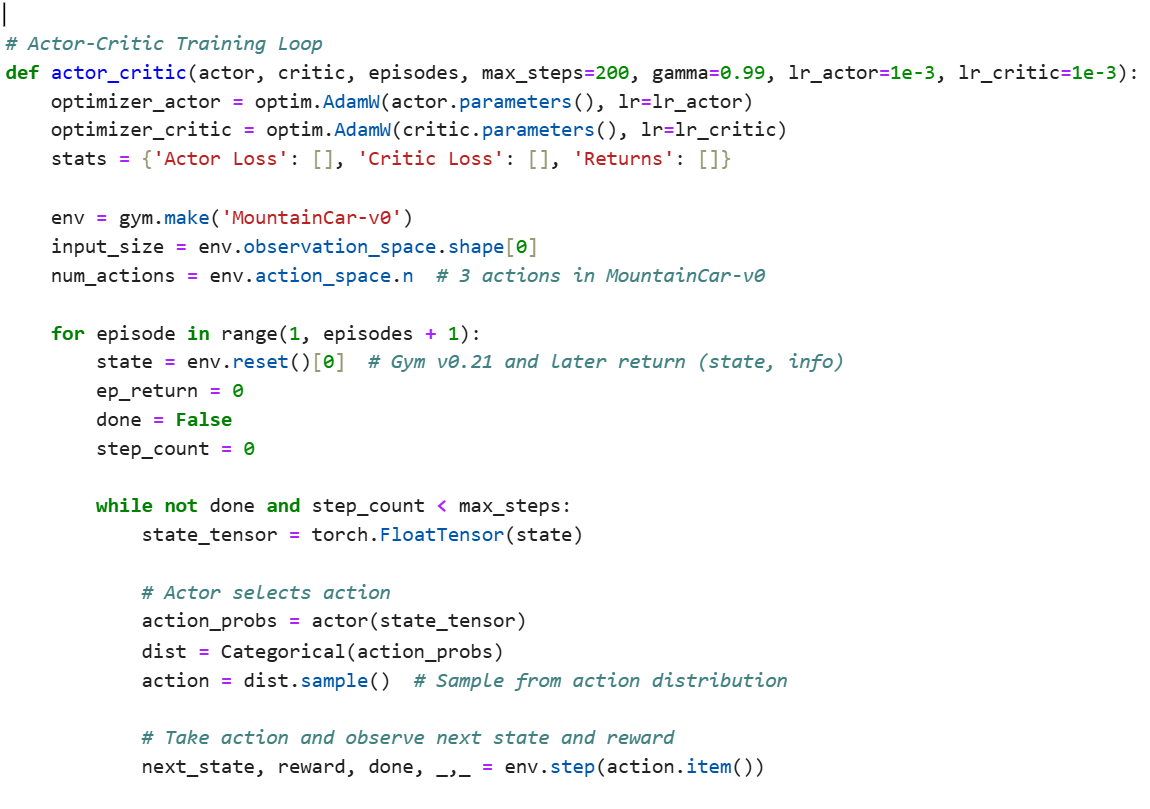 # Actor-Critic Training Loop
def actor_critic(actor, critic, episodes, max_steps=200, gamma=0.99, lr_actor=1e-3, lr_critic=1e-3):
    optimizer_actor = optim.AdamW(actor.parameters(), lr=lr_actor)
    optimizer_critic = optim.AdamW(critic.parameters(), lr=lr_critic)
    stats = {'Actor Loss': [], 'Critic Loss': [], 'Returns': []}

    env = gym.make('MountainCar-v0')
    input_size = env.observation_space.shape[0]
    num_actions = env.action_space.n  # 3 actions in MountainCar-v0

    for episode in range(1, episodes + 1):
        state = env.reset()[0]  # Gym v0.21 and later return (state, info)
        ep_return = 0
        done = False
        step_count = 0

        while not done and step_count < max_steps:
            state_tensor = torch.FloatTensor(state)

            # Actor selects action
            action_probs = actor(state_tensor)
            dist = Categorical(action_probs)
            action = dist.sample()  # Sample from action distribution

            # Take action and observe next state and reward
            next_state, reward, done, _,_ = env.step(action.item())